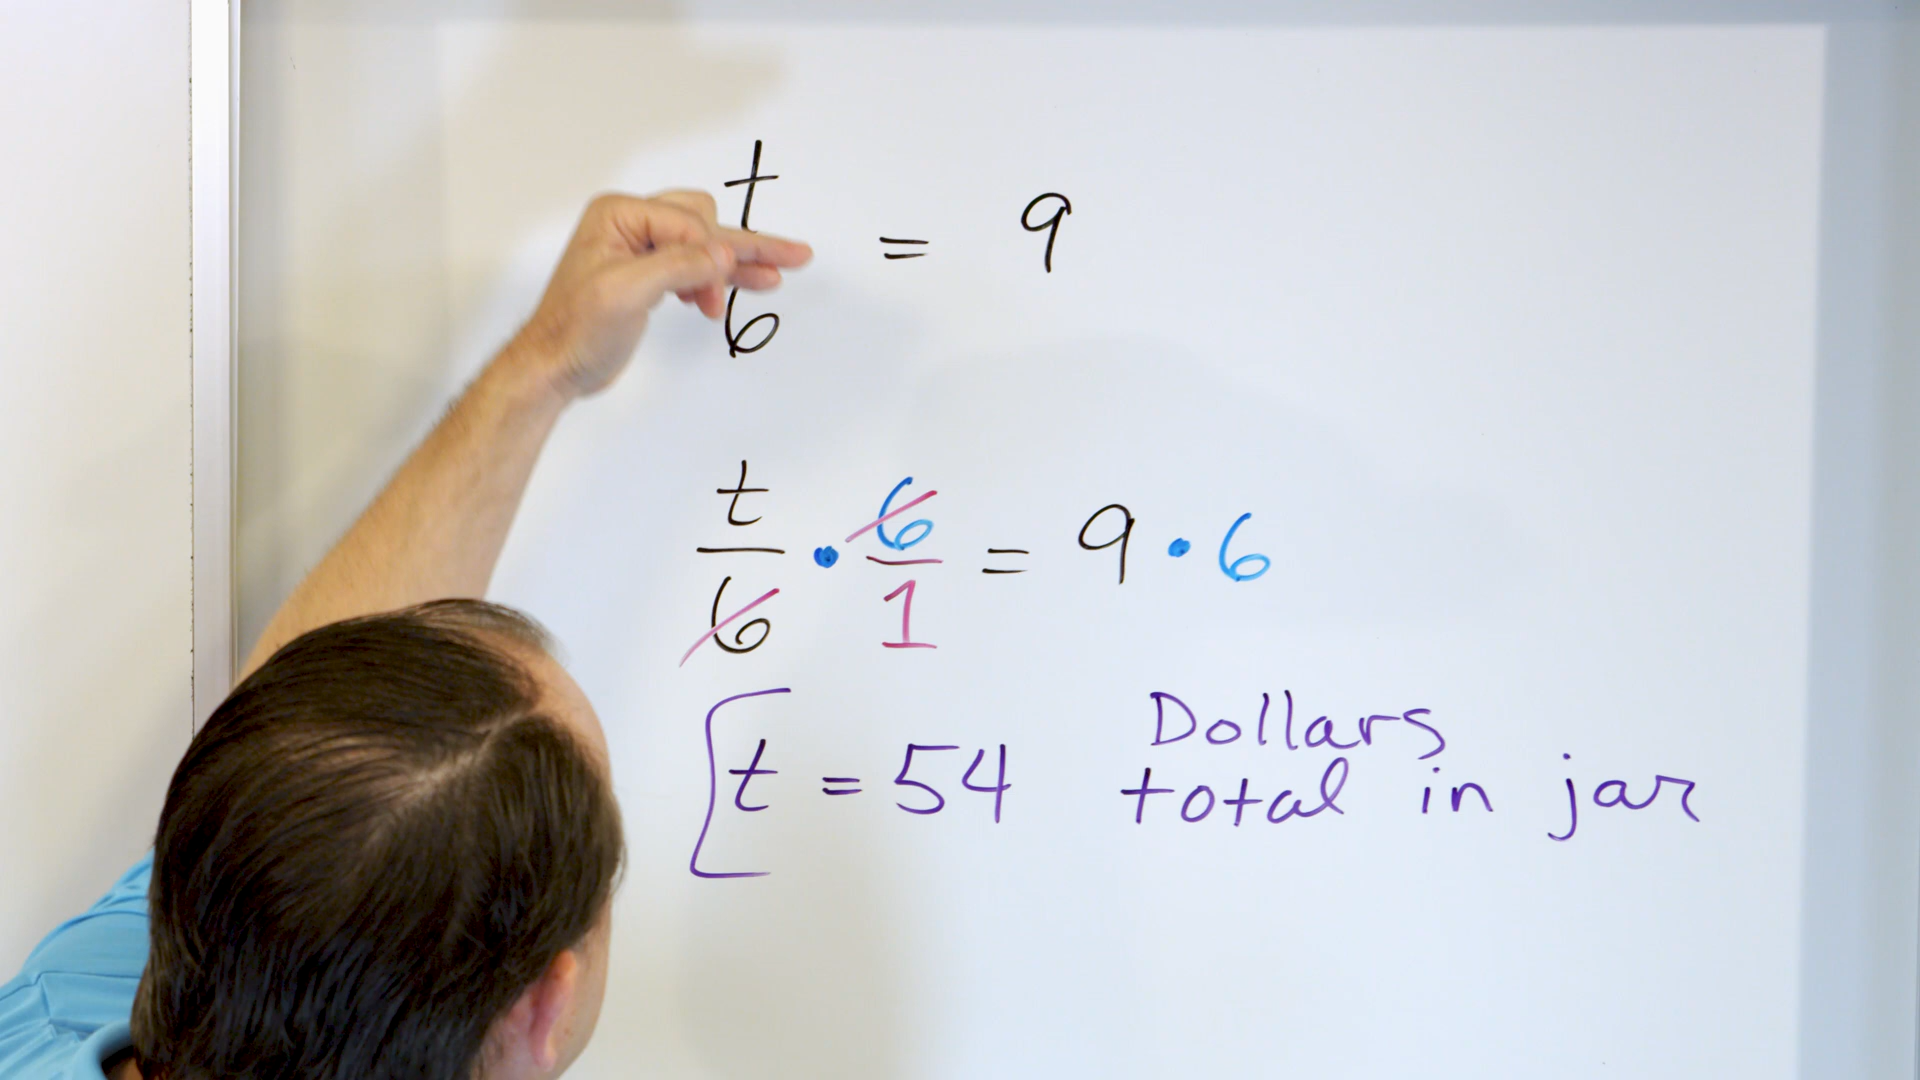 t/6 = 9
t/6 • 6/1 = 9 • 6
t = 54 Dollars
total in jar